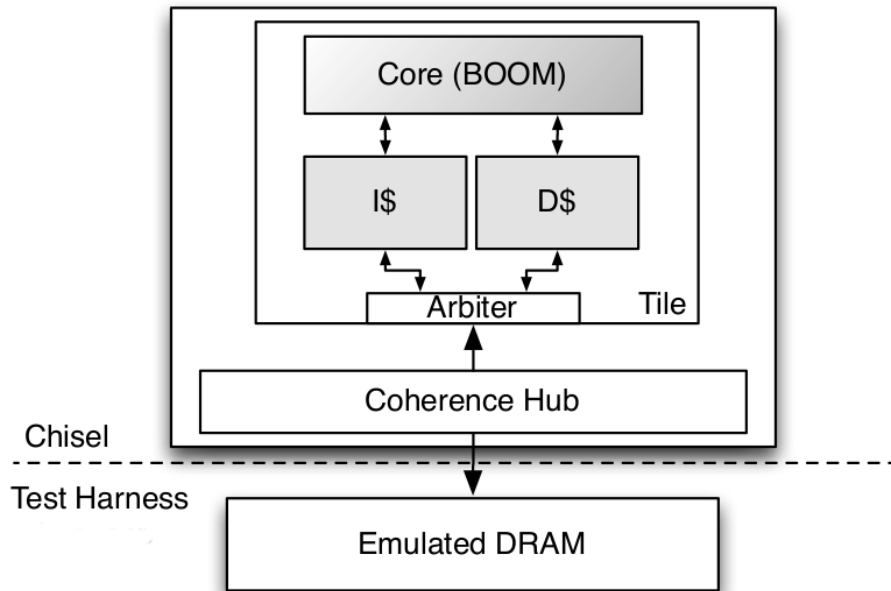 Core (BOOM)
I$
D$
Arbiter
Tile
Coherence Hub
Chisel
Test Harness
Emulated DRAM